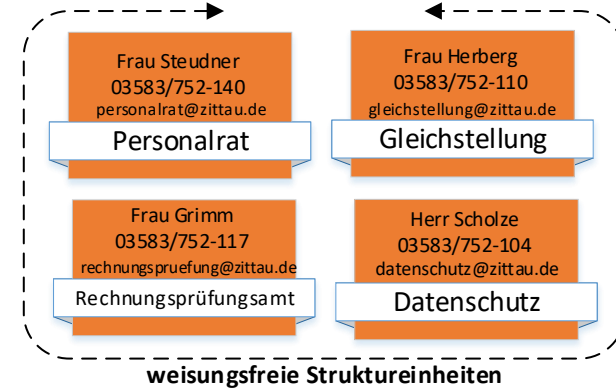 Frau Steudner
03583/752-140
personalrat@zittau.de
Personalrat
Frau Herberg
03583/752-110
gleichstellung@zittau.de
Gleichstellung
Frau Grimm
03583/752-117
rechnungspruefung@zittau.de
Rechnungsprüfungsamt
Herr Scholze
03583/752-104
datenschutz@zittau.de
Datenschutz
weisungsfreie Struktureinheiten